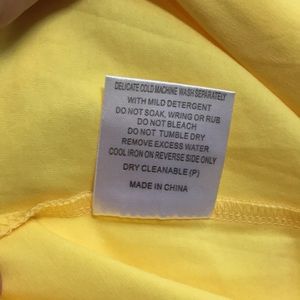 DELICATE COLD MACHINE WASH SEPARATELY
WITH MILD DETERGENT
DO NOT SOAK, WRING OR RUB
DO NOT BLEACH
DO NOT TUMBLE DRY
REMOVE EXCESS WATER
COOL IRON ON REVERSE SIDE ONLY
DRY CLEANABLE (P)
MADE IN CHINA